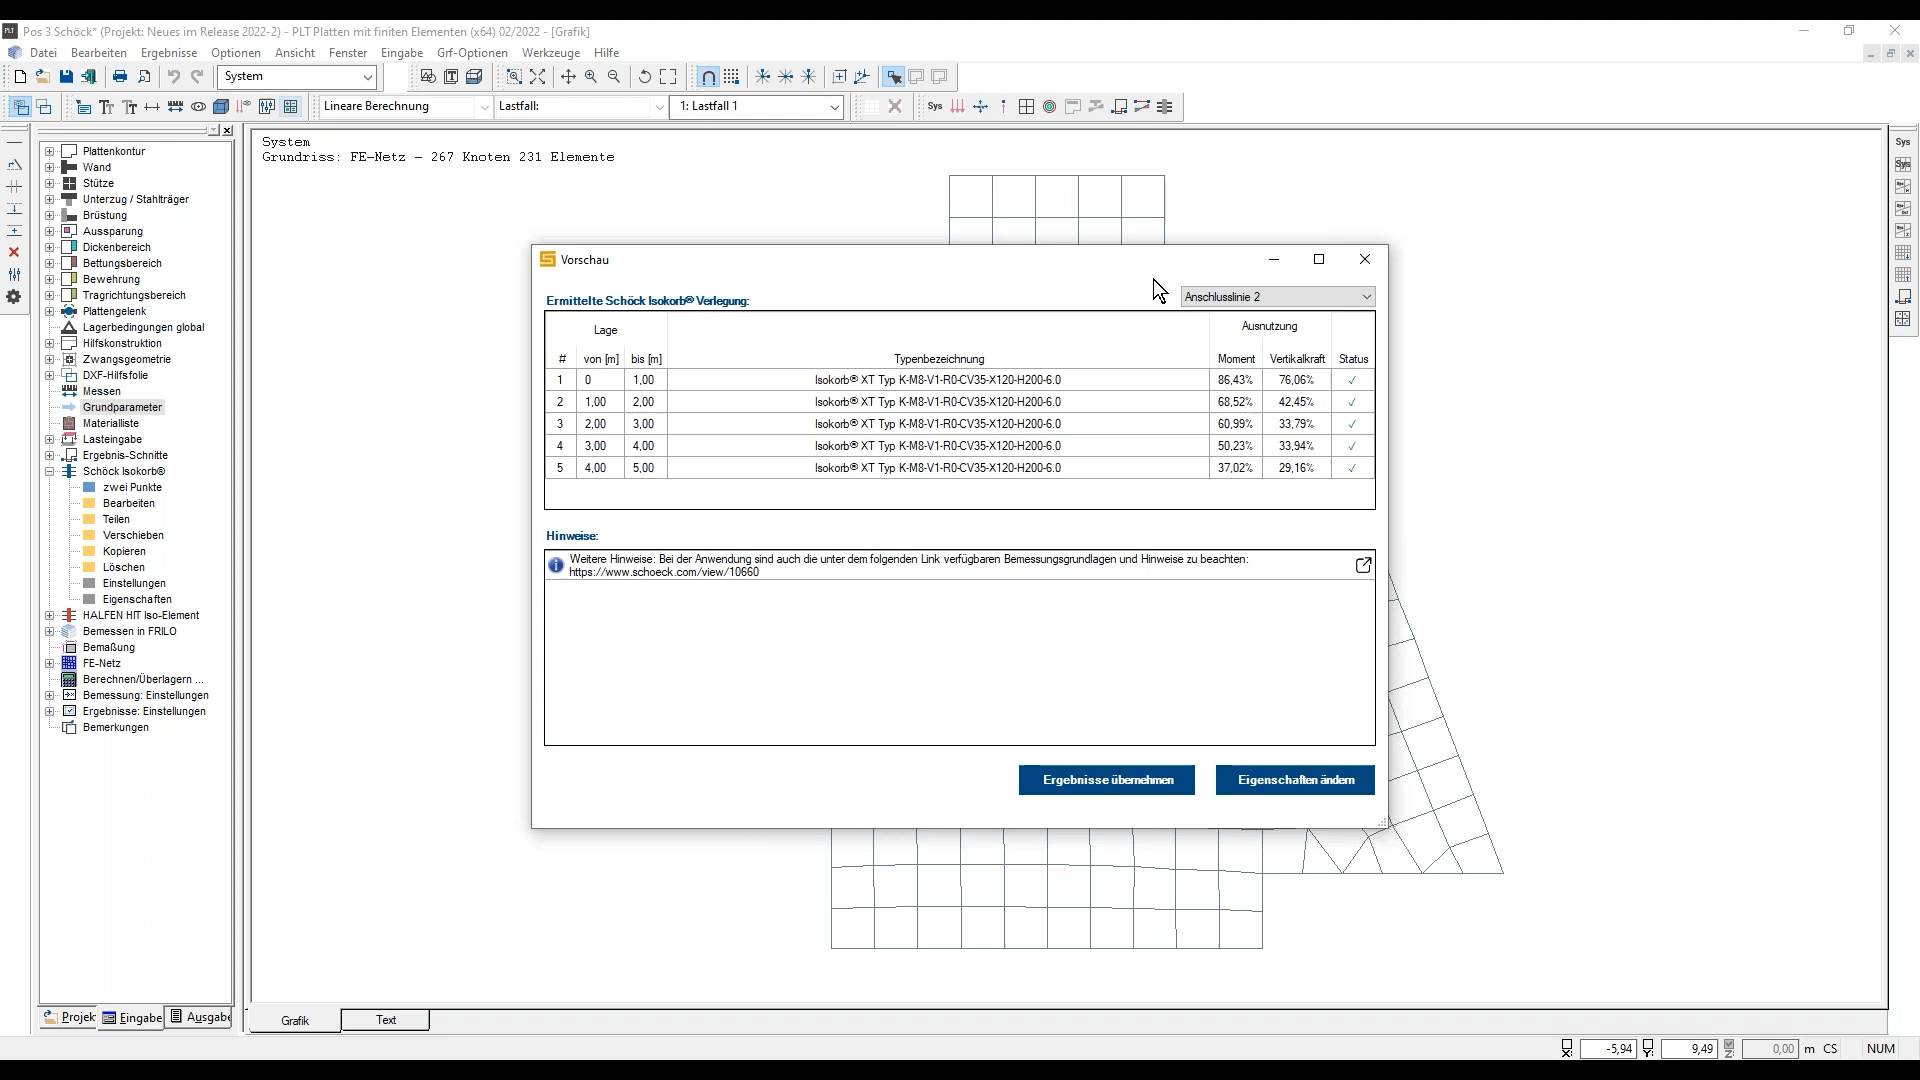 PLT Pos 3 Schöck* (Projekt: Neues im Release 2022-2) - PLT Platten mit finiten Elementen (x64) 02/2022 - [Grafik]
Datei Bearbeiten Ergebnisse Optionen Ansicht Fenster Eingabe Grf-Optionen Werkzeuge Hilfe
System
Lineare Berechnung Lastfall: 1: Lastfall 1 Sys
Plattenkontur
Wand
Stütze
Unterzug / Stahlträger
Brüstung
Aussparung
Dickenbereich
Bettungsbereich
Bewehrung
Tragrichtungsbereich
Plattengelenk
Lagerbedingungen global
Hilfskonstruktion
Zwangsgeometrie
DXF-Hilfsfolie
Messen
Grundparameter
Materialliste
Lasteingabe
Ergebnis-Schnitte
Schöck Isokorb®
zwei Punkte
Bearbeiten
Teilen
Verschieben
Kopieren
Löschen
Einstellungen
Eigenschaften
HALFEN HIT Iso-Element
Bemessen in FRILO
Bemaßung
FE-Netz
Berechnen/Überlagern ...
Bemessung: Einstellungen
Ergebnisse: Einstellungen
Bemerkungen
Projek Eingabe Ausgabe
System
Grundriss: FE-Netz - 267 Knoten 231 Elemente
Vorschau
Ermittelte Schöck Isokorb® Verlegung: Anschlusslinie 2
Lage Ausnutzung
# von [m] bis [m] Typenbezeichnung Moment Vertikalkraft Status
1 0 1,00 Isokorb® XT Typ K-M8-V1-R0-CV35-X120-H200-6.0 86,43% 76,06% ✓
2 1,00 2,00 Isokorb® XT Typ K-M8-V1-R0-CV35-X120-H200-6.0 68,52% 42,45% ✓
3 2,00 3,00 Isokorb® XT Typ K-M8-V1-R0-CV35-X120-H200-6.0 60,99% 33,79% ✓
4 3,00 4,00 Isokorb® XT Typ K-M8-V1-R0-CV35-X120-H200-6.0 50,23% 33,94% ✓
5 4,00 5,00 Isokorb® XT Typ K-M8-V1-R0-CV35-X120-H200-6.0 37,02% 29,16% ✓
Hinweise:
Weitere Hinweise: Bei der Anwendung sind auch die unter dem folgenden Link verfügbaren Bemessungsgrundlagen und Hinweise zu beachten:
https://www.schoeck.com/view/10660
Ergebnisse übernehmen Eigenschaften ändern
Sys
Sys
Grafik Text
X: -5,94 Y: 9,49 Z: 0,00 m CS NUM